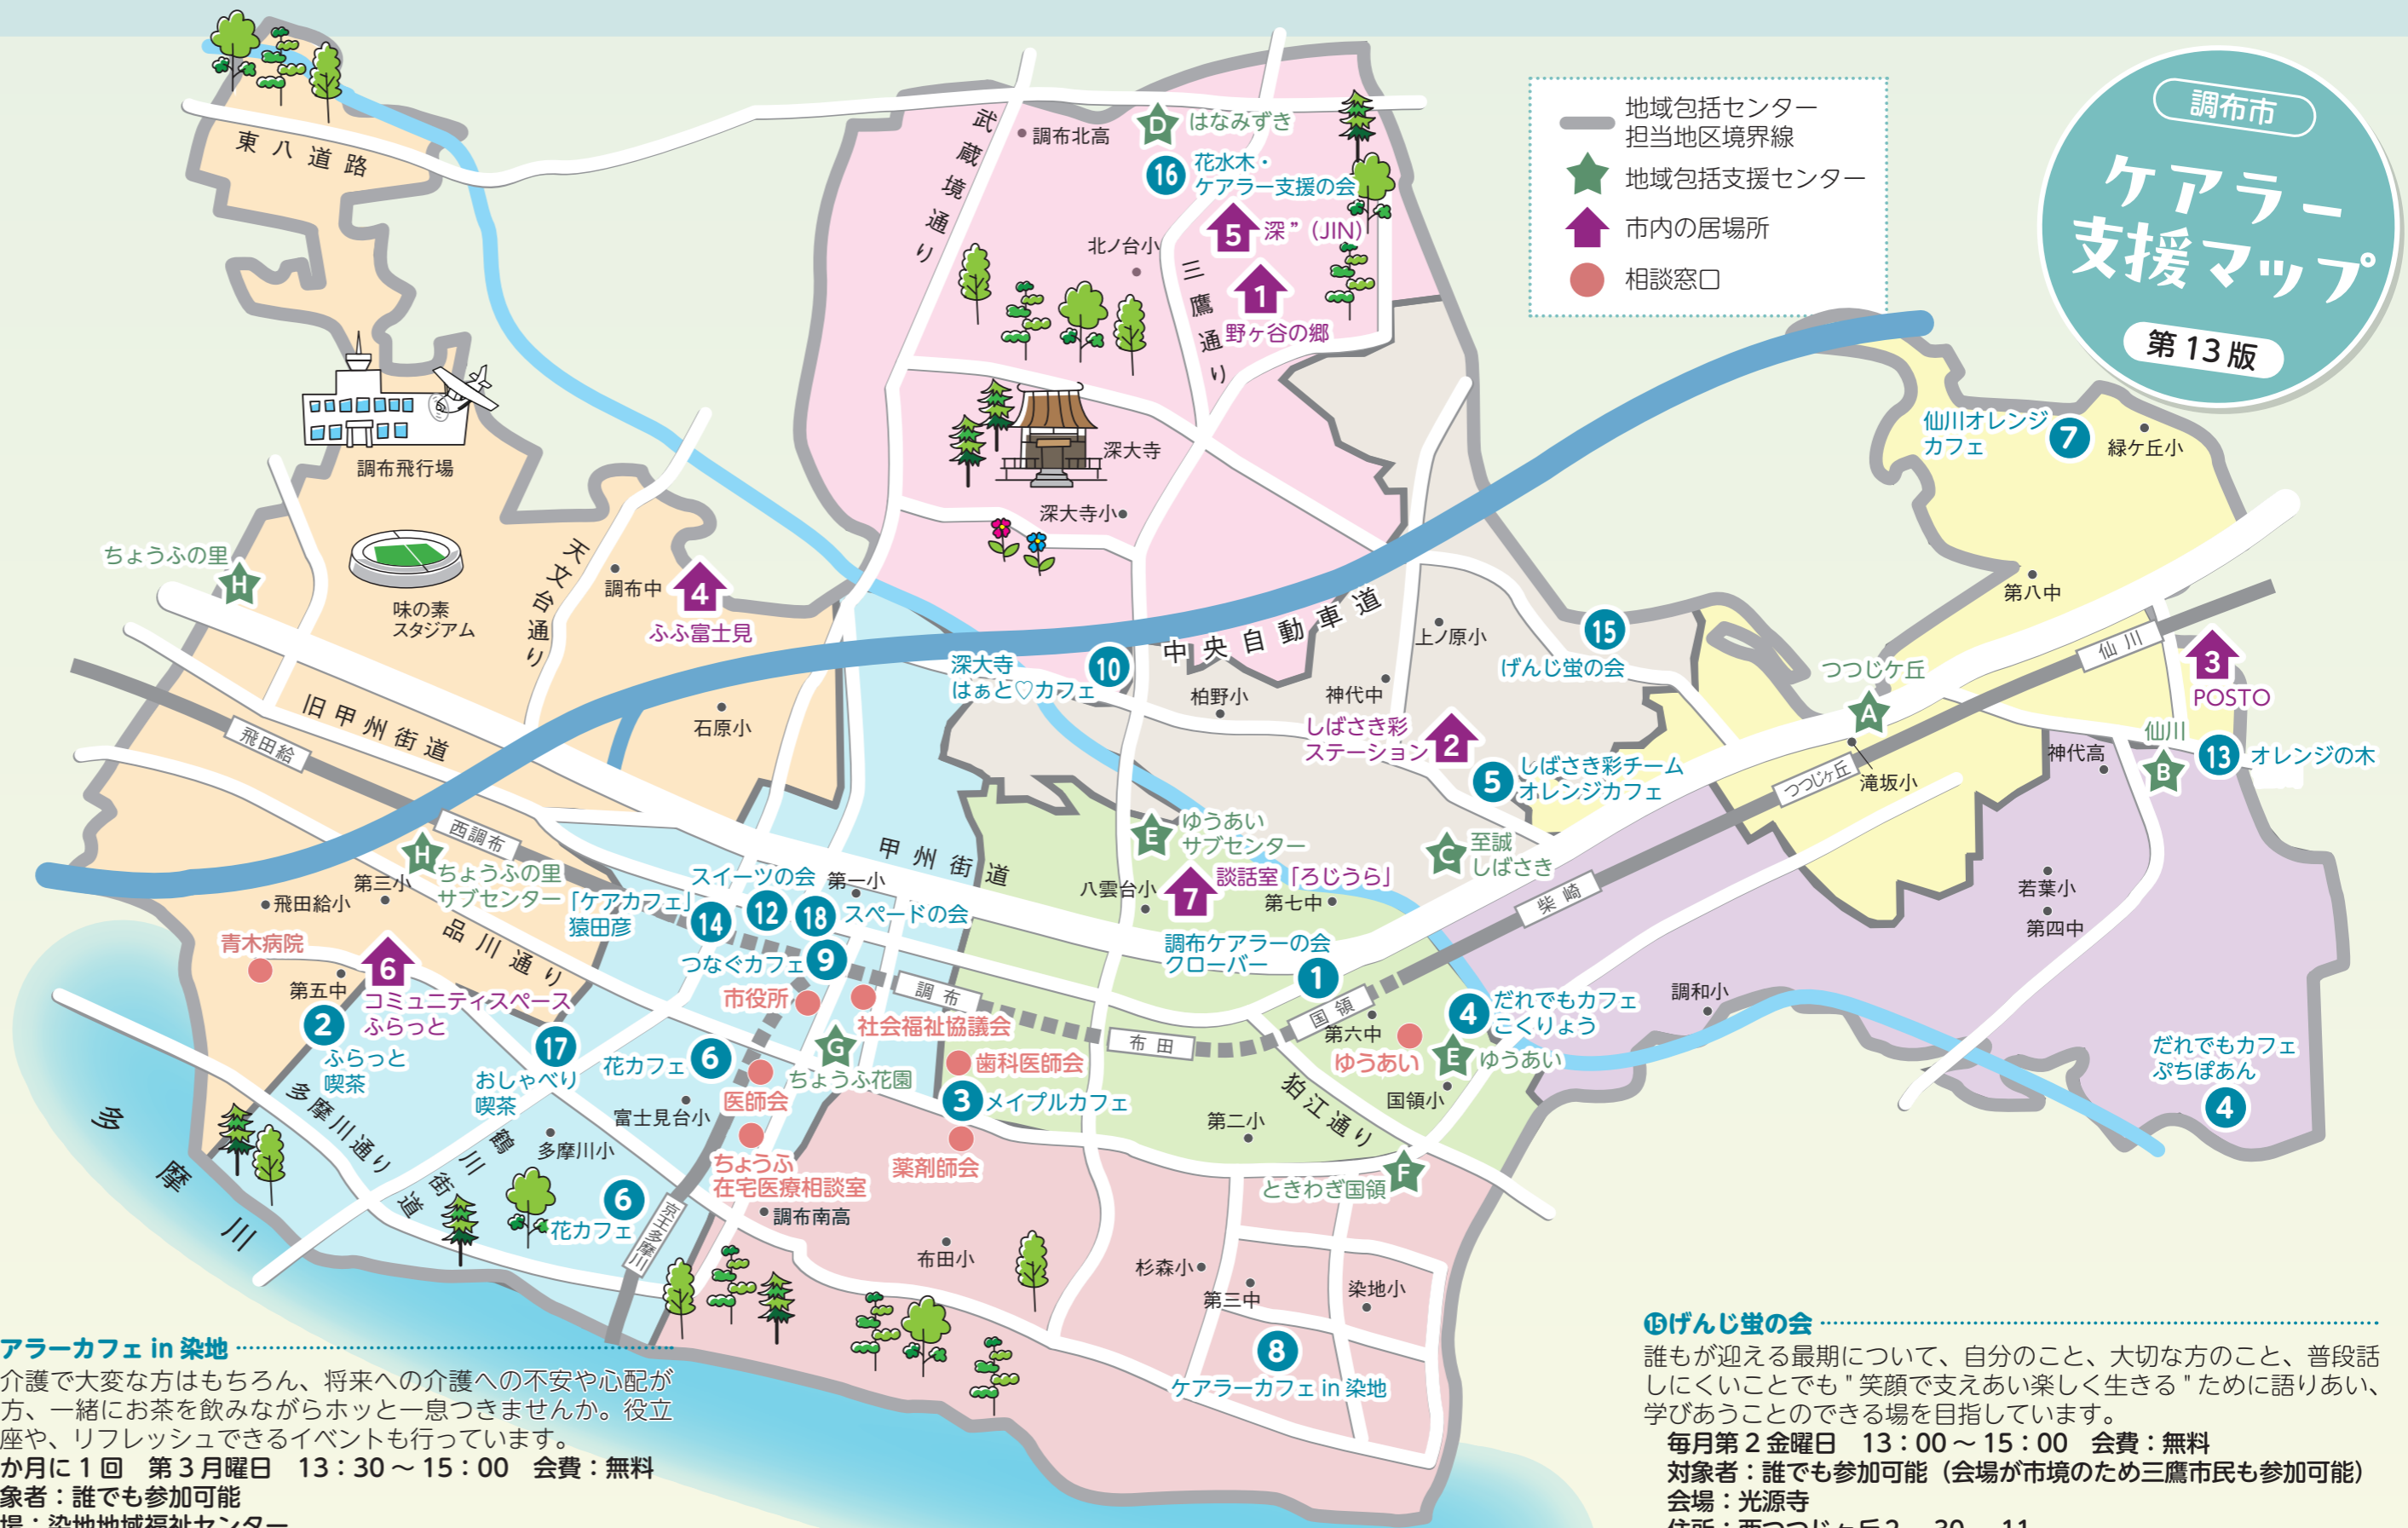 調布市
ケアラー
支援マップ
第13版
地域包括センター
担当地区境界線
地域包括支援センター
市内の居場所
相談窓口
東八道路
武蔵境通り
調布北高
D はなみずき
16 花水木・
ケアラー支援の会
5 深”(JIN)
北ノ台小
三鷹通り
1
野ヶ谷の郷
調布飛行場
深大寺
深大寺小
仙川オレンジ
カフェ
7
緑ケ丘小
ちょうふの里
H
味の素
スタジアム
天文台通り
調布中
4
ふふ富士見
中央自動車道
深大寺
はぁと♡カフェ
10
上ノ原小
15
げんじ蛍の会
第八中
仙川
3
POSTO
つつじケ丘
A
柏野小
神代中
しばさき彩
ステーション
2
5 しばさき彩チーム
オレンジカフェ
つつじヶ丘
滝坂小
神代高
仙川
B
13 オレンジの木
旧甲州街道
飛田給
石原小
西調布
H
ちょうふの里
サブセンター
甲州街道
E ゆうあい
サブセンター
C 至誠
しばさき
八雲台小
7
談話室「ろじうら」
第七中
柴崎
若葉小
第四中
飛田給小
第三小
品川通り
「ケアカフェ」
猿田彦
14
スイーツの会
12
第一小
18 スペードの会
つなぐカフェ 9
青木病院
第五中
6
コミュニティスペース
ふらっと
2
ふらっと
喫茶
17
おしゃべり
喫茶
市役所
社会福祉協議会
調布
布田
国領
調布ケアラーの会
クローバー
1
第六中
ゆうあい
4 だれでもカフェ
こくりょう
E ゆうあい
国領小
調和小
だれでもカフェ
ぷちぽあん
4
花カフェ 6
G
ちょうふ花園
医師会
歯科医師会
3 メイプルカフェ
薬剤師会
ちょうふ
在宅医療相談室
富士見台小
多摩川小
多摩川通り
鶴川街道
多摩川
6
花カフェ
京王多摩川
調布南高
狛江通り
第二小
F
ときわぎ国領
布田小
杉森小
第三中
染地小
8
ケアラーカフェ in 染地
アラーカフェ in 染地
介護で大変な方はもちろん、将来への介護への不安や心配が
方、一緒にお茶を飲みながらホッと一息つきませんか。役立
座や、リフレッシュできるイベントも行っています。
か月に1回 第3月曜日 13：30～15：00 会費：無料
象者：誰でも参加可能
場：染地地域福祉センター
⓯げんじ蛍の会
誰もが迎える最期について、自分のこと、大切な方のこと、普段話
しにくいことでも"笑顔で支えあい楽しく生きる"ために語りあい、
学びあうことのできる場を目指しています。
毎月第2金曜日 13：00～15：00 会費：無料
対象者：誰でも参加可能（会場が市境のため三鷹市民も参加可能）
会場：光源寺
住所：西つつじヶ丘2－30－11